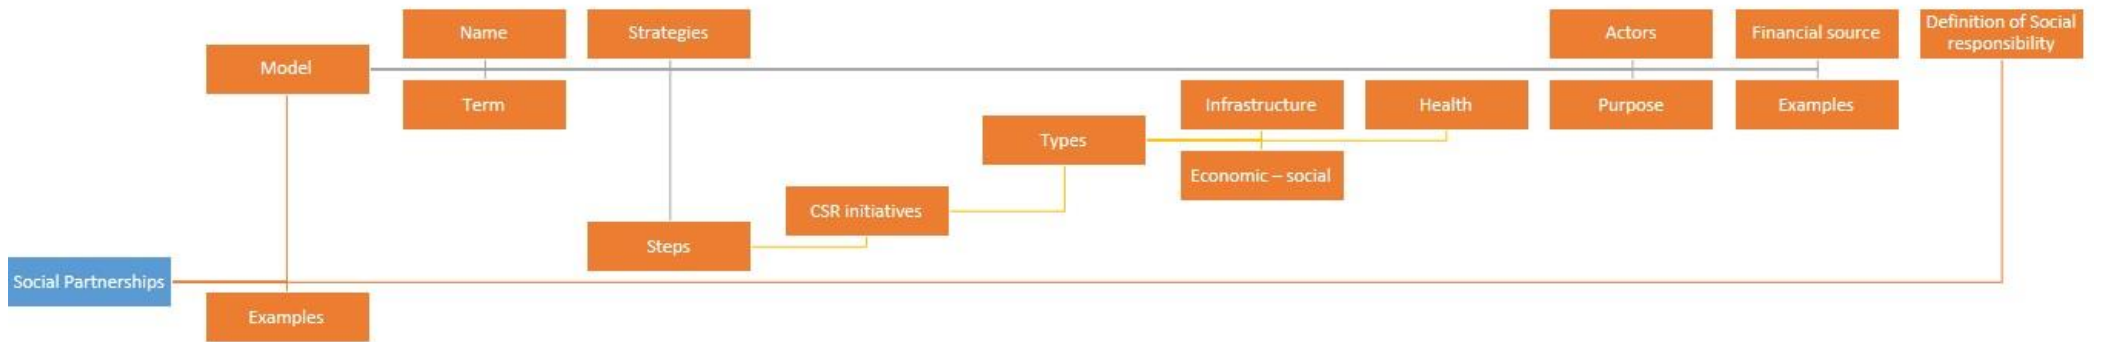 Name
Strategies
Actors
Financial source
Definition of Social
responsibility
Model
Term
Infrastructure
Health
Purpose
Examples
Types
Economic – social
CSR initiatives
Steps
Social Partnerships
Examples